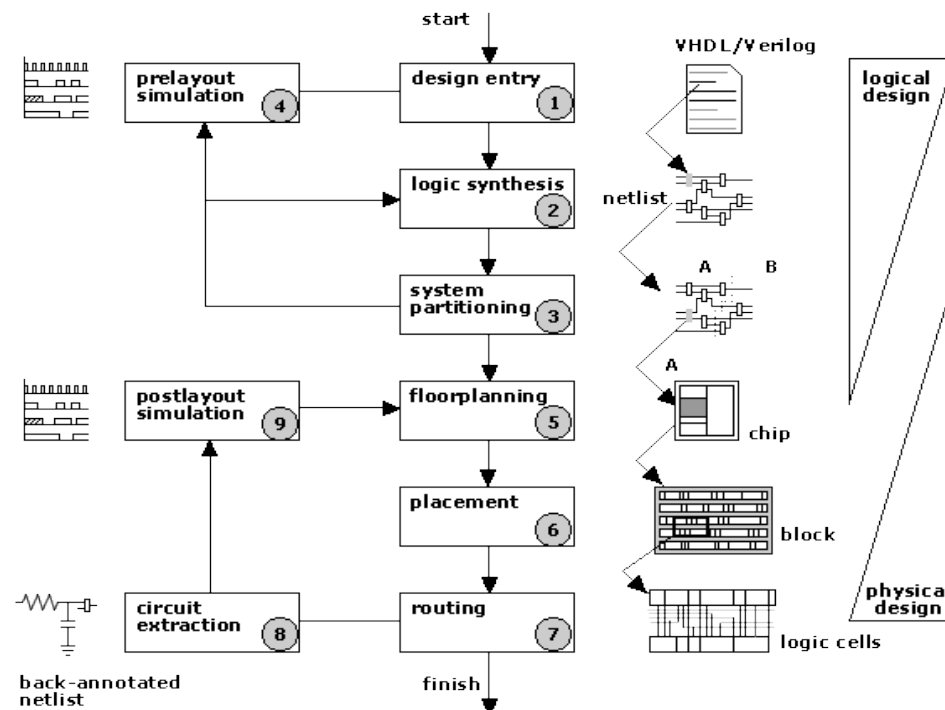 start
VHDL/Verilog
prelayout
simulation
4
design entry
1
logical
design
logic synthesis
2
netlist
A B
system
partitioning
3
A
postlayout
simulation
9
floorplanning
5
chip
placement
6
block
circuit
extraction
8
routing
7
physical
design
logic cells
back-annotated
netlist
finish